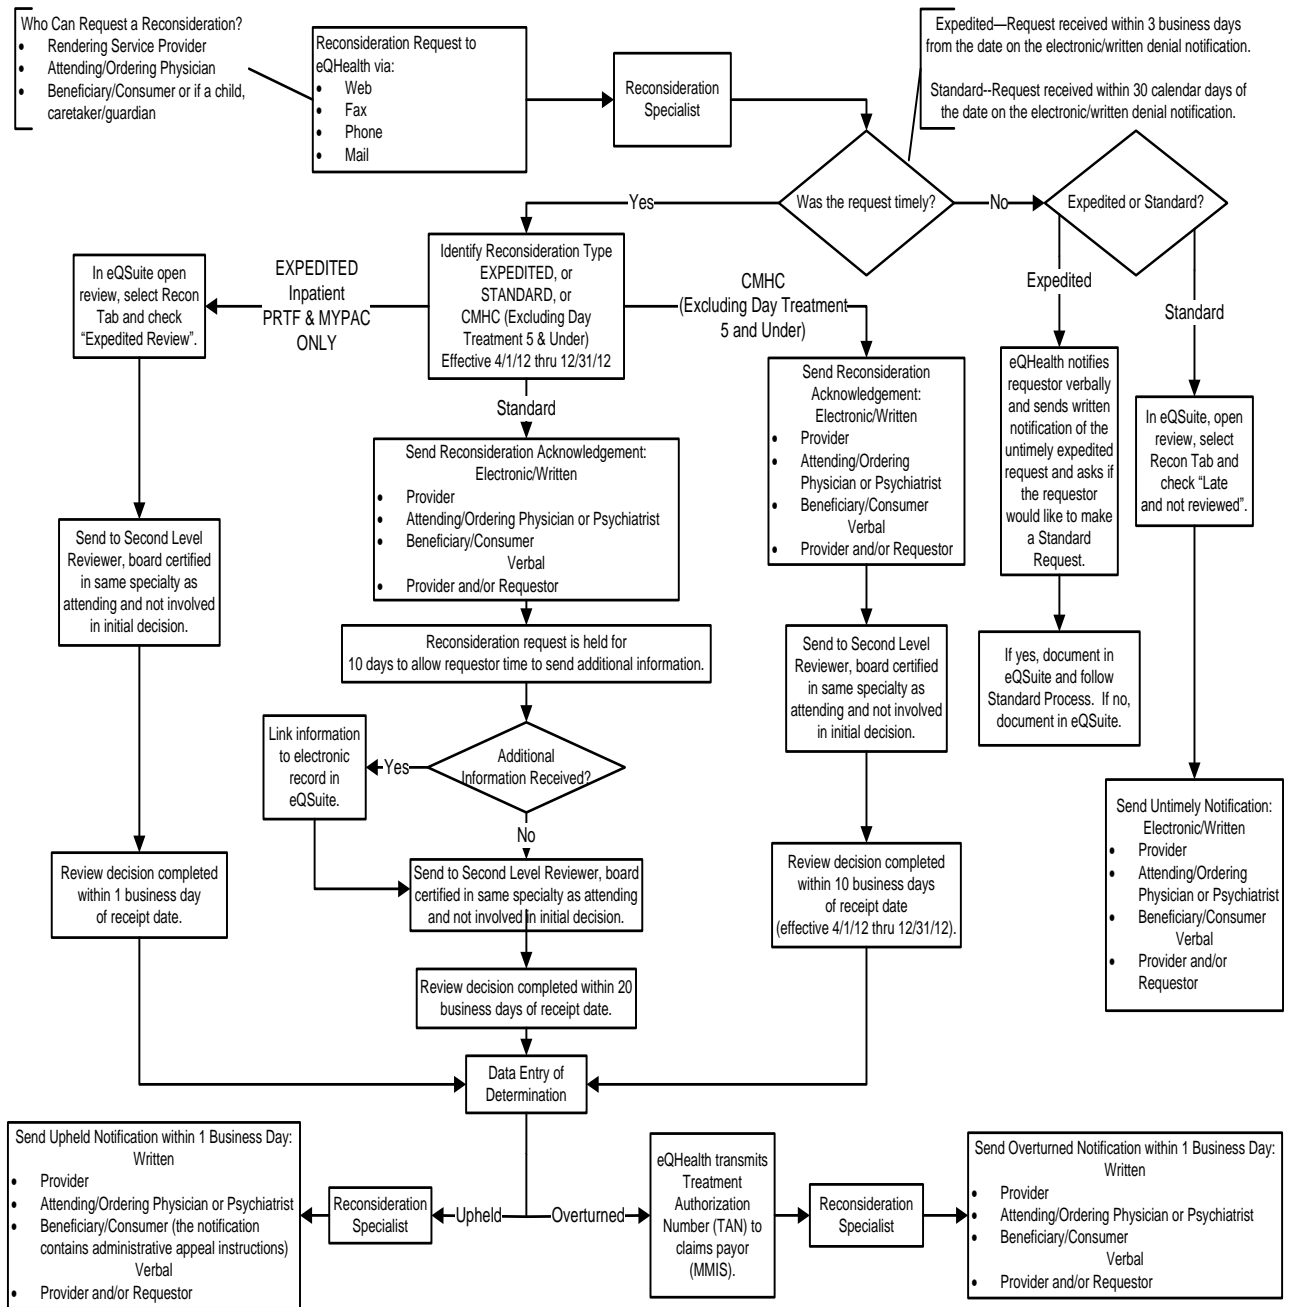 Who Can Request a Reconsideration?
• Rendering Service Provider
• Attending/Ordering Physician
• Beneficiary/Consumer or if a child,
caretaker/guardian
Reconsideration Request to
eQHealth via:
• Web
• Fax
• Phone
• Mail
Reconsideration
Specialist
Expedited—Request received within 3 business days
from the date on the electronic/written denial notification.
Standard--Request received within 30 calendar days of
the date on the electronic/written denial notification.
Was the request timely?
Yes
No
Expedited or Standard?
Expedited
Standard
Identify Reconsideration Type
EXPEDITED, or
STANDARD, or
CMHC (Excluding Day
Treatment 5 & Under)
Effective 4/1/12 thru 12/31/12
EXPEDITED
Inpatient
PRTF & MYPAC
ONLY
In eQSuite open
review, select Recon
Tab and check
“Expedited Review”.
CMHC
(Excluding Day Treatment
5 and Under)
Standard
Send to Second Level
Reviewer, board certified
in same specialty as
attending and not involved
in initial decision.
Review decision completed
within 1 business day
of receipt date.
Send Reconsideration Acknowledgement:
Electronic/Written
• Provider
• Attending/Ordering Physician or Psychiatrist
• Beneficiary/Consumer
Verbal
• Provider and/or Requestor
Reconsideration request is held for
10 days to allow requestor time to send additional information.
Additional
Information Received?
Yes
Link information
to electronic
record in
eQSuite.
No
Send to Second Level Reviewer, board
certified in same specialty as attending
and not involved in initial decision.
Review decision completed within 20
business days of receipt date.
Send Reconsideration
Acknowledgement:
Electronic/Written
• Provider
• Attending/Ordering
Physician or Psychiatrist
• Beneficiary/Consumer
Verbal
• Provider and/or Requestor
Send to Second Level
Reviewer, board certified
in same specialty as
attending and not involved
in initial decision.
Review decision completed
within 10 business days
of receipt date
(effective 4/1/12 thru 12/31/12).
eQHealth notifies
requestor verbally
and sends written
notification of the
untimely expedited
request and asks if
the requestor
would like to make
a Standard
Request.
If yes, document in
eQSuite and follow
Standard Process. If no,
document in eQSuite.
In eQSuite, open
review, select
Recon Tab and
check “Late
and not reviewed”.
Send Untimely Notification:
Electronic/Written
• Provider
• Attending/Ordering
Physician or Psychiatrist
• Beneficiary/Consumer
Verbal
• Provider and/or
Requestor
Data Entry of
Determination
Upheld
Overturned
Reconsideration
Specialist
Send Upheld Notification within 1 Business Day:
Written
• Provider
• Attending/Ordering Physician or Psychiatrist
• Beneficiary/Consumer (the notification
contains administrative appeal instructions)
Verbal
• Provider and/or Requestor
eQHealth transmits
Treatment
Authorization
Number (TAN) to
claims payor
(MMIS).
Reconsideration
Specialist
Send Overturned Notification within 1 Business Day:
Written
• Provider
• Attending/Ordering Physician or Psychiatrist
• Beneficiary/Consumer
Verbal
• Provider and/or Requestor